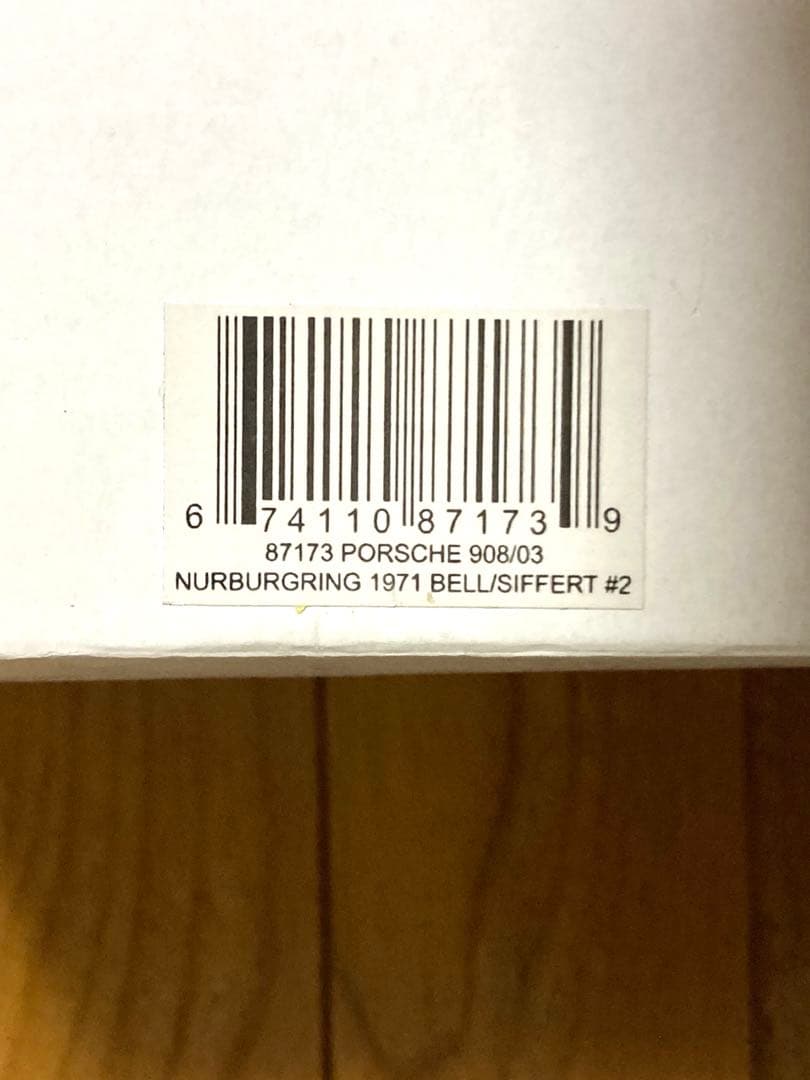 6 74110 87173 9
87173 PORSCHE 908/03
NURBURGRING 1971 BELL/SIFFERT #2